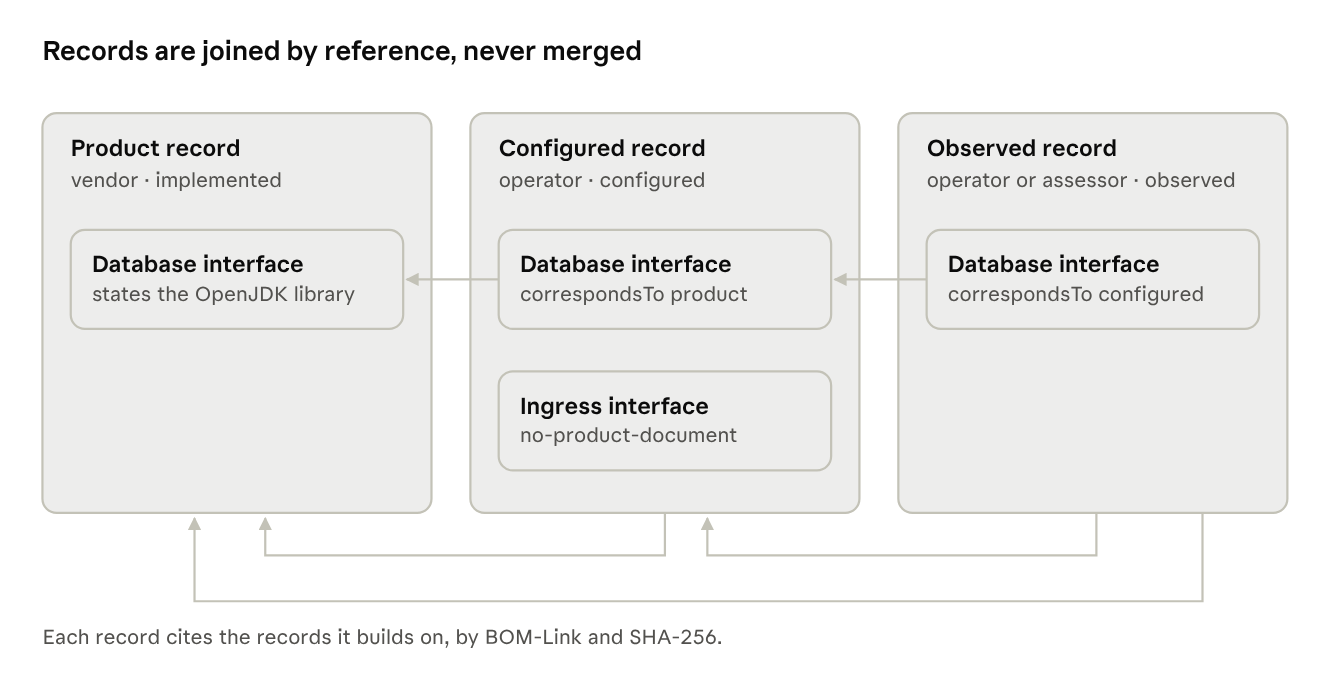 Records are joined by reference, never merged
Product record
vendor · implemented
Database interface
states the OpenJDK library
Configured record
operator · configured
Database interface
correspondsTo product
Ingress interface
no-product-document
Observed record
operator or assessor · observed
Database interface
correspondsTo configured
Each record cites the records it builds on, by BOM-Link and SHA-256.